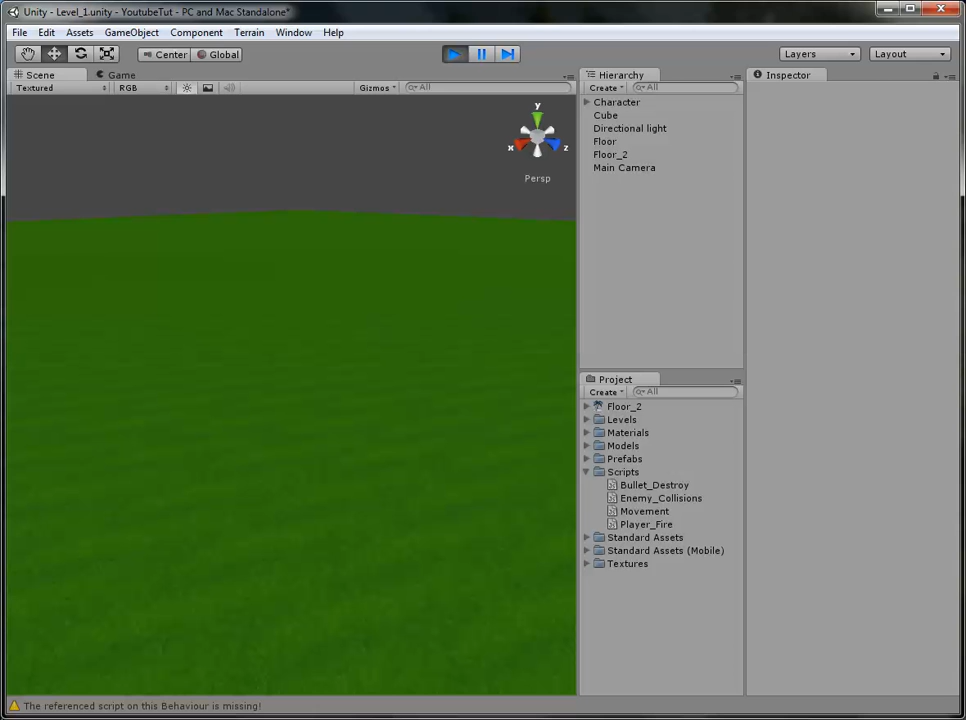 Unity - Level_1.unity - YoutubeTut - PC and Mac Standalone*
File Edit Assets GameObject Component Terrain Window Help
Center Global Layers Layout
Scene Game
Textured RGB Gizmos All
y
x z
Persp
Hierarchy
Create All
Character
Cube
Directional light
Floor
Floor_2
Main Camera
Project
Create All
Floor_2
Levels
Materials
Models
Prefabs
Scripts
Bullet_Destroy
Enemy_Collisions
Movement
Player_Fire
Standard Assets
Standard Assets (Mobile)
Textures
Inspector
The referenced script on this Behaviour is missing!